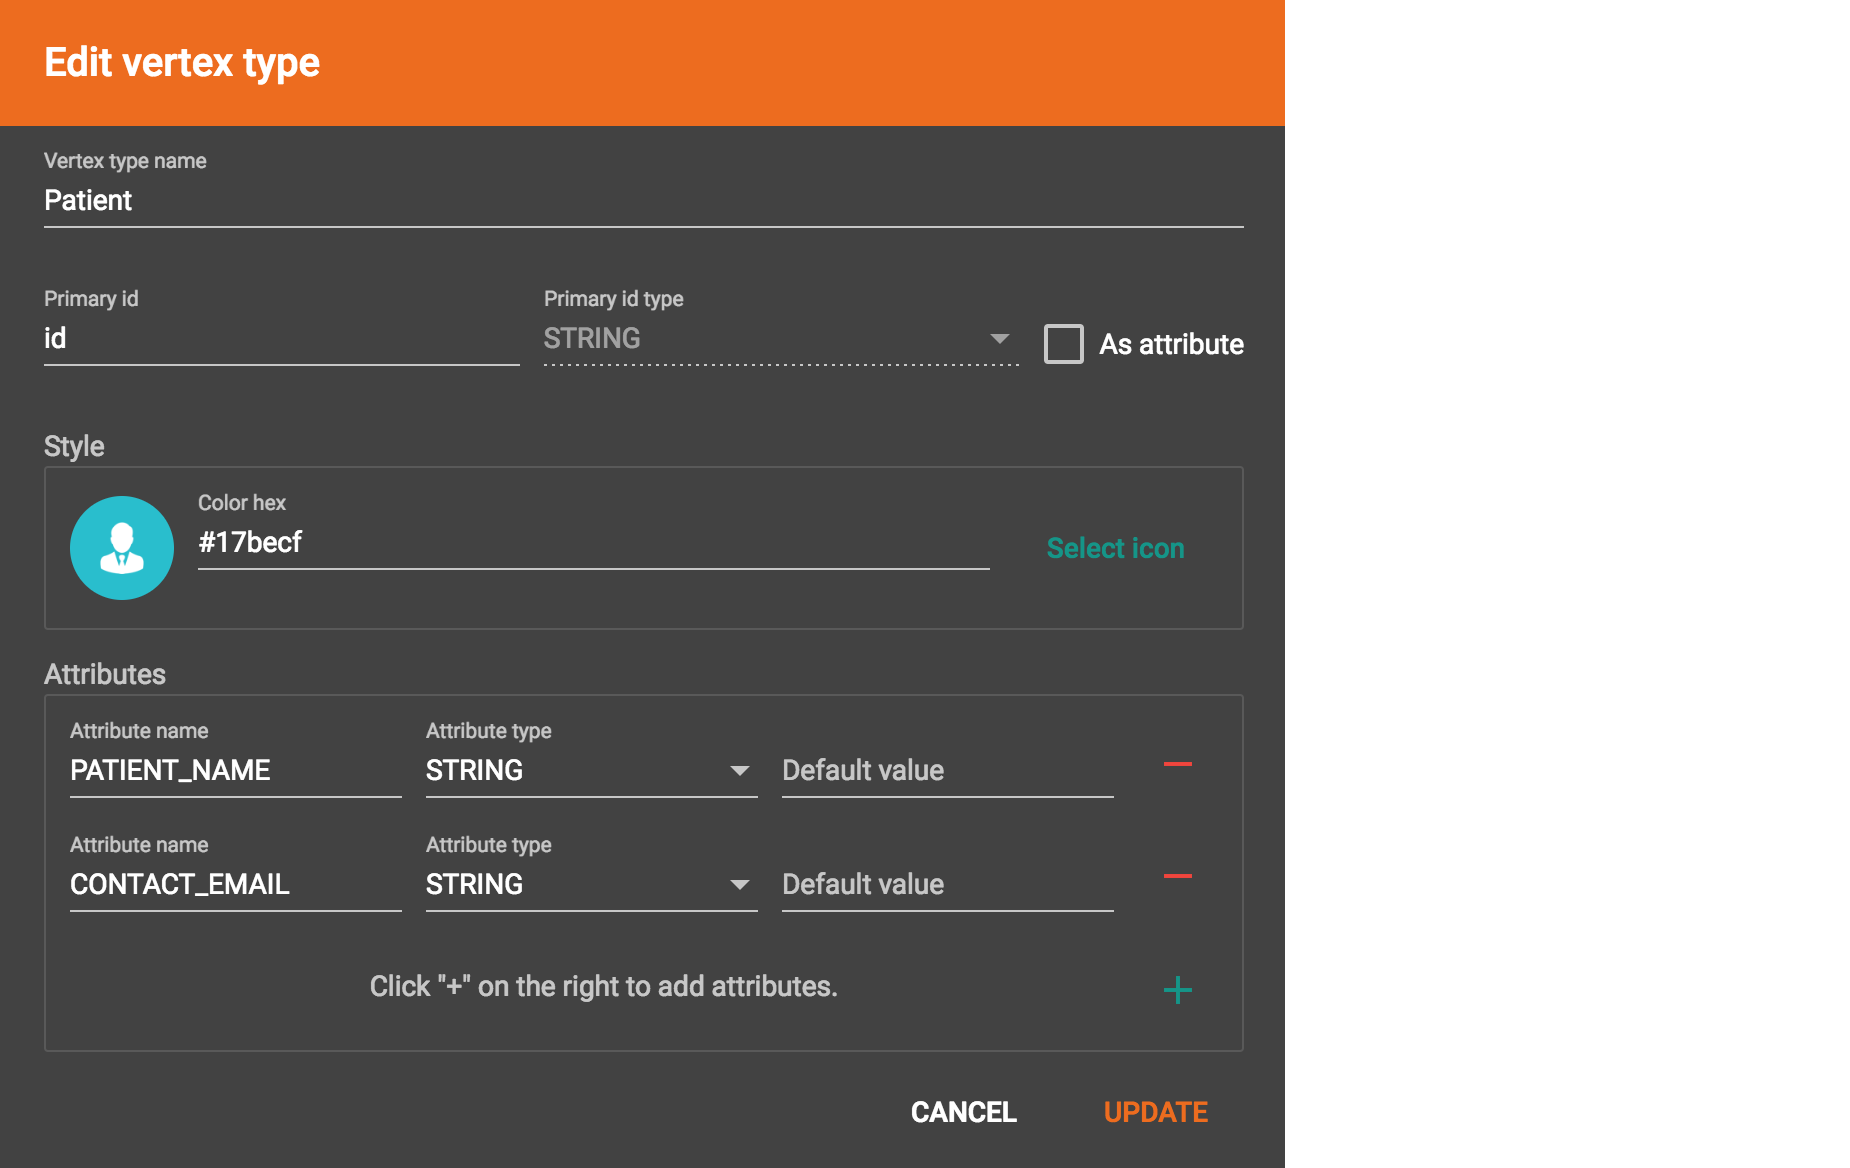 Edit vertex type
Vertex type name
Patient
Primary id
Primary id type
id
STRING
As attribute
Style
Color hex
#17becf
Select icon
Attributes
Attribute name
Attribute type
PATIENT_NAME
STRING
Default value
Attribute name
Attribute type
CONTACT_EMAIL
STRING
Default value
Click "+" on the right to add attributes.
CANCEL
UPDATE